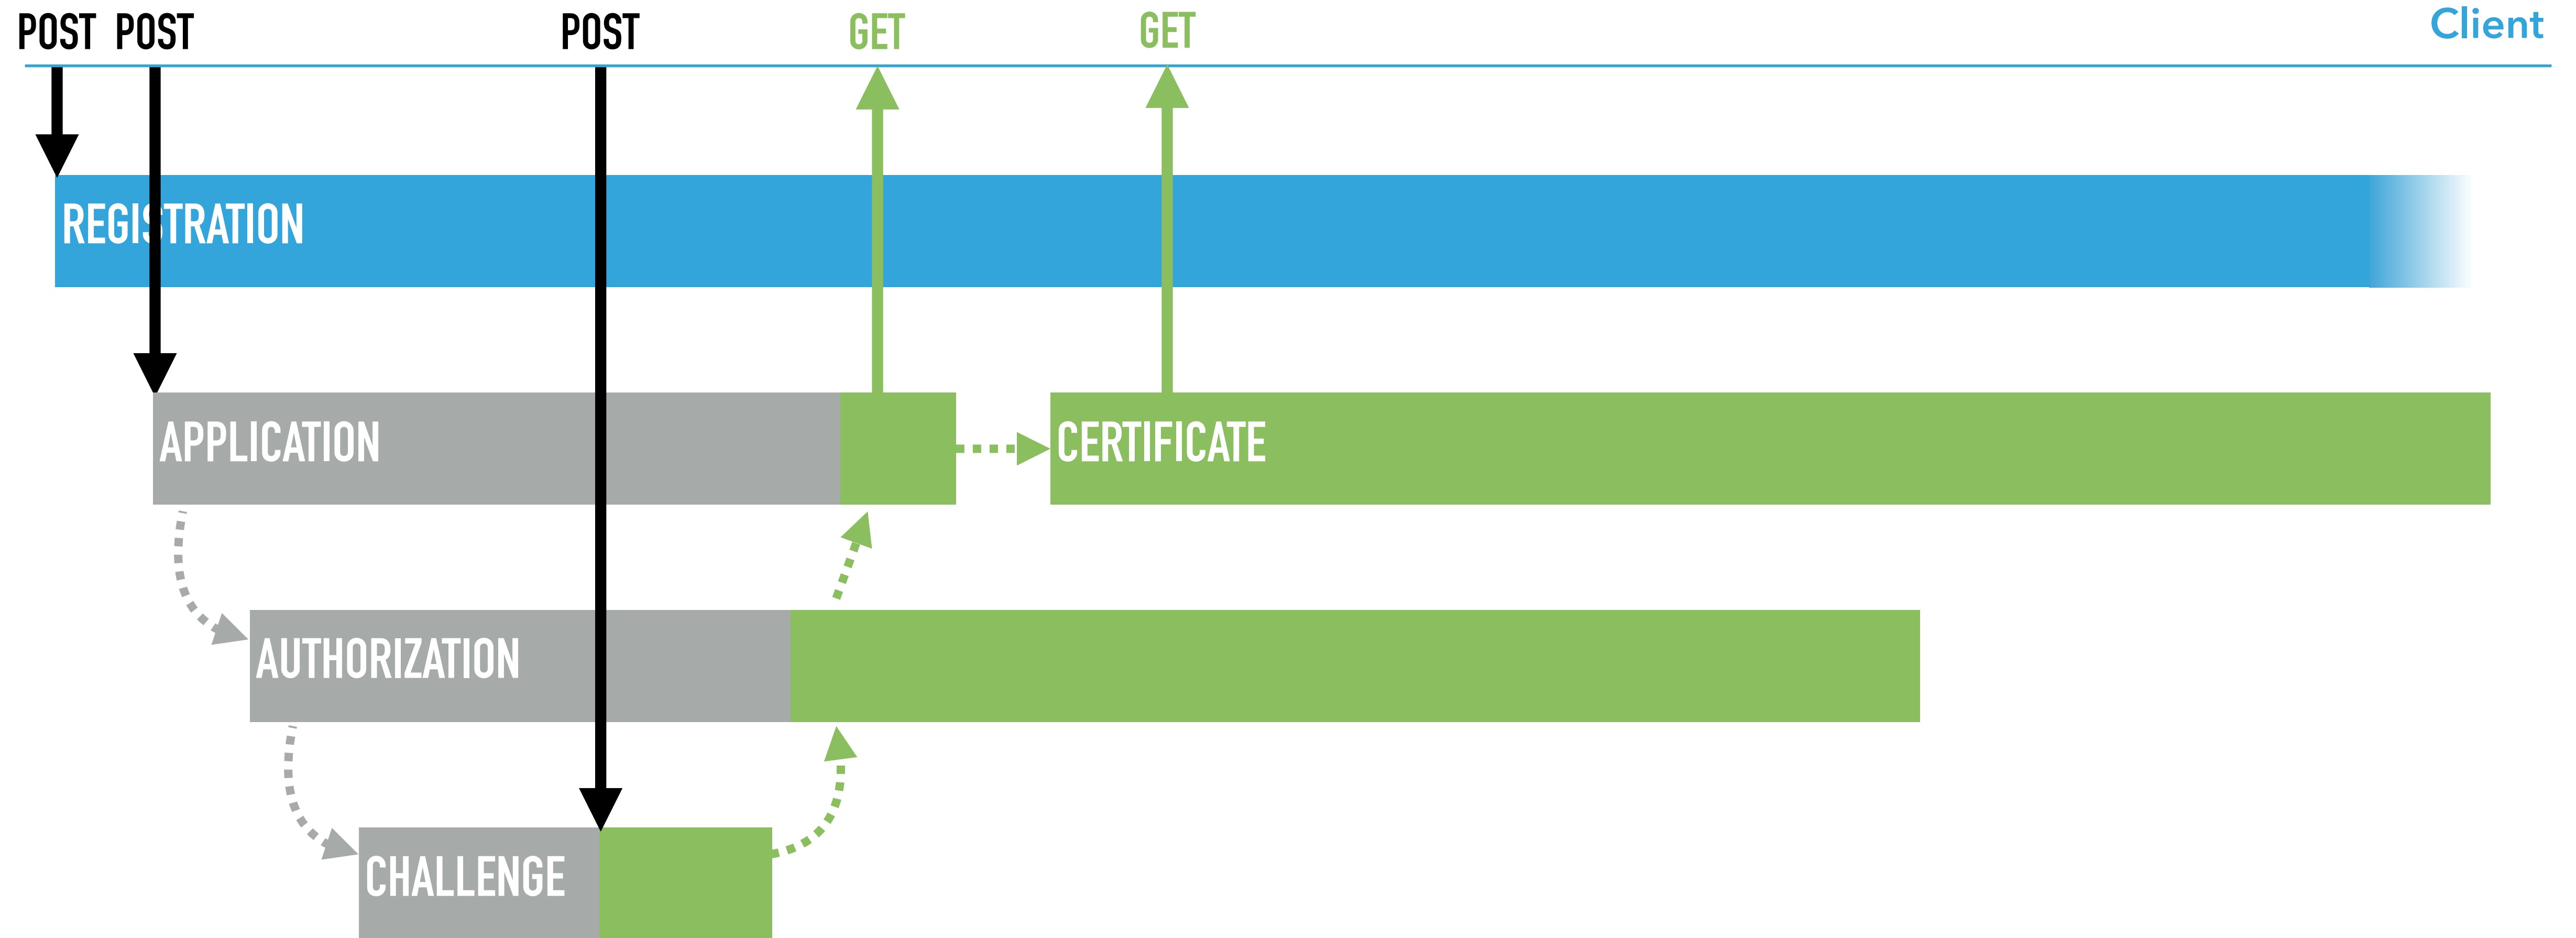 POST POST POST GET GET Client
REGISTRATION
APPLICATION CERTIFICATE
AUTHORIZATION
CHALLENGE